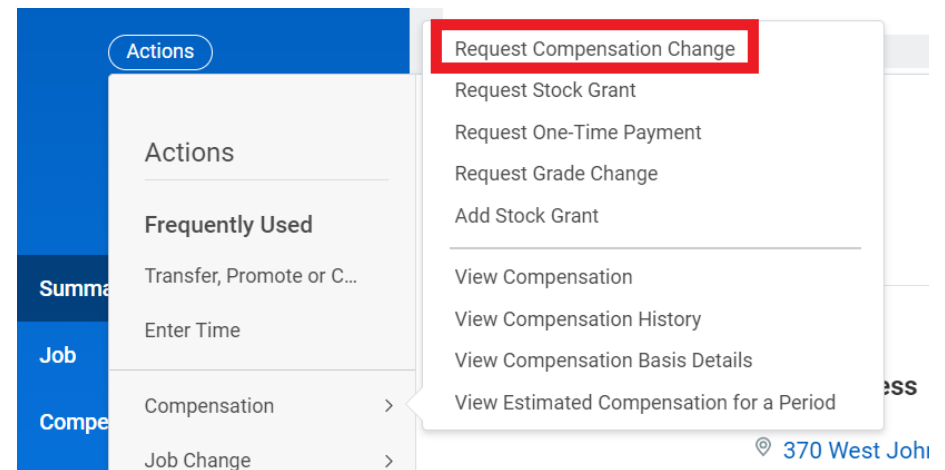 Actions
Actions
Frequently Used
Transfer, Promote or C...
Enter Time
Compensation
Job Change
Summa
Job
Compe
Request Compensation Change
Request Stock Grant
Request One-Time Payment
Request Grade Change
Add Stock Grant
View Compensation
View Compensation History
View Compensation Basis Details
View Estimated Compensation for a Period
ess
370 West John